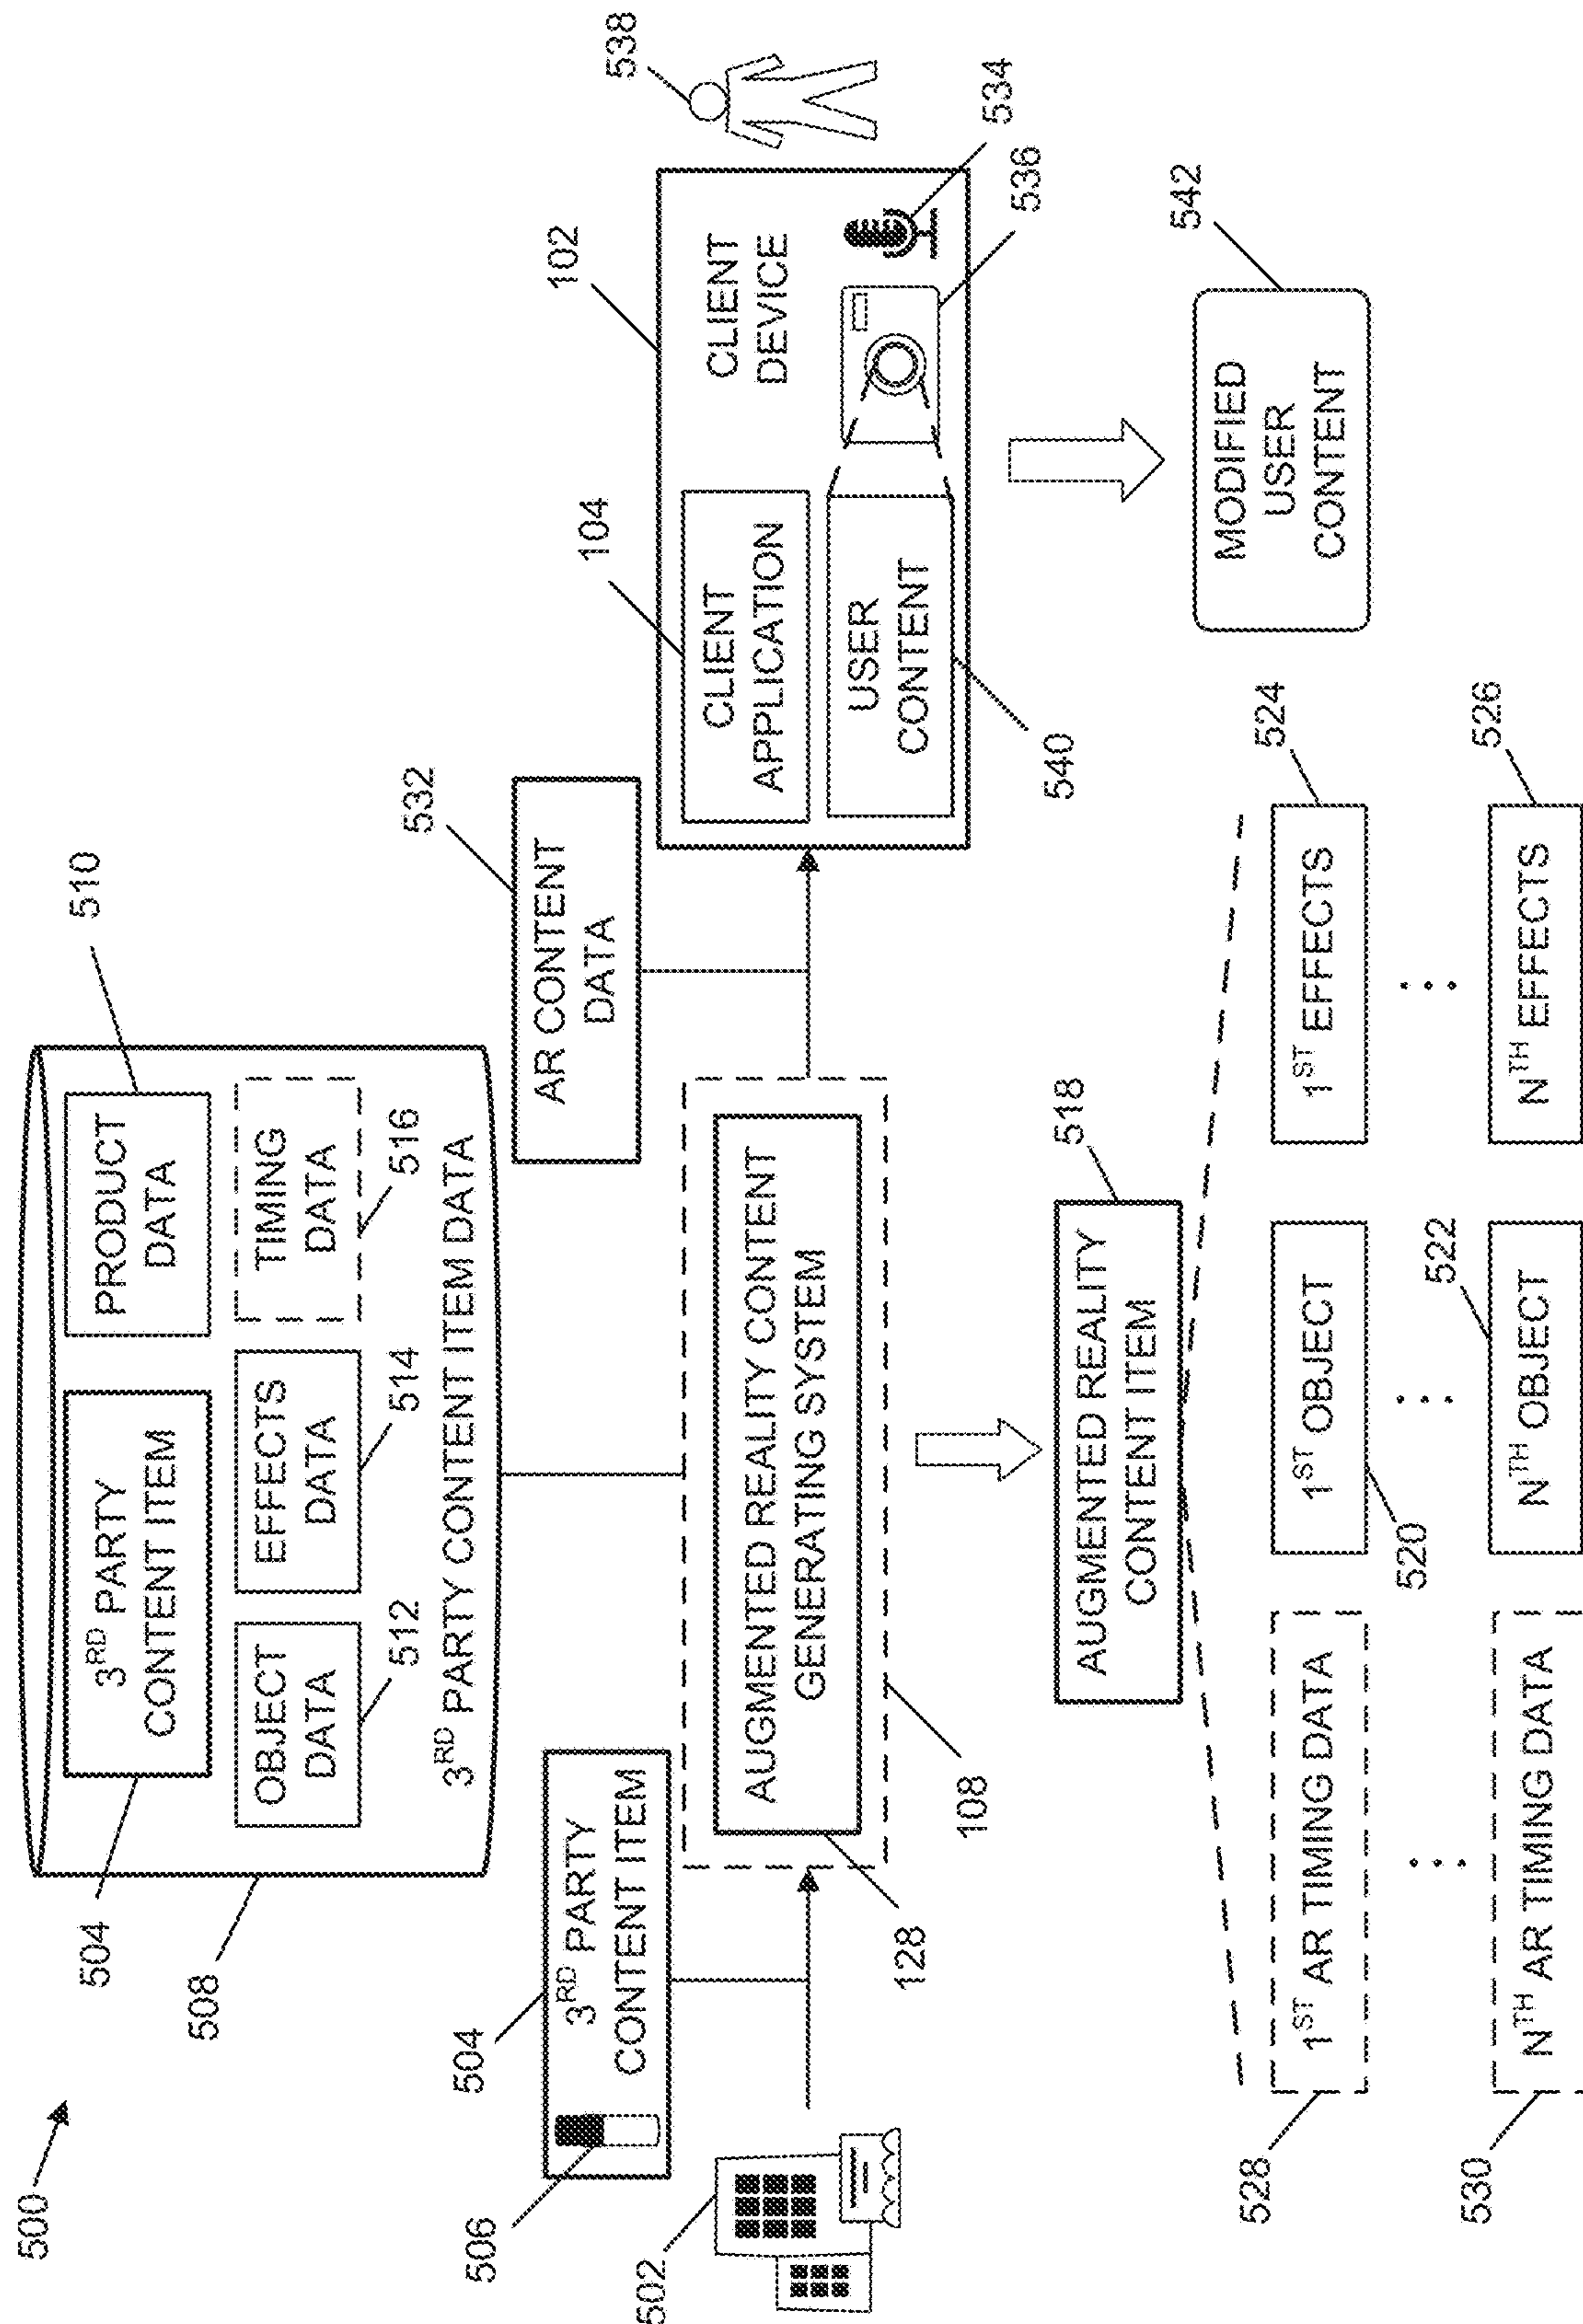 500
504
508
3RD PARTY
CONTENT ITEM
PRODUCT
DATA
510
OBJECT
DATA
512
EFFECTS
DATA
514
TIMING
DATA
516
3RD PARTY CONTENT ITEM DATA
506
504
3RD PARTY
CONTENT ITEM
502
AUGMENTED REALITY CONTENT
GENERATING SYSTEM
128
108
AR CONTENT
DATA
532
104
102
CLIENT
APPLICATION
CLIENT
DEVICE
USER
CONTENT
540
538
534
536
AUGMENTED REALITY
CONTENT ITEM
518
MODIFIED
USER
CONTENT
542
528
1ST AR TIMING DATA
1ST OBJECT
520
1ST EFFECTS
524
530
NTH AR TIMING DATA
NTH OBJECT
522
NTH EFFECTS
526